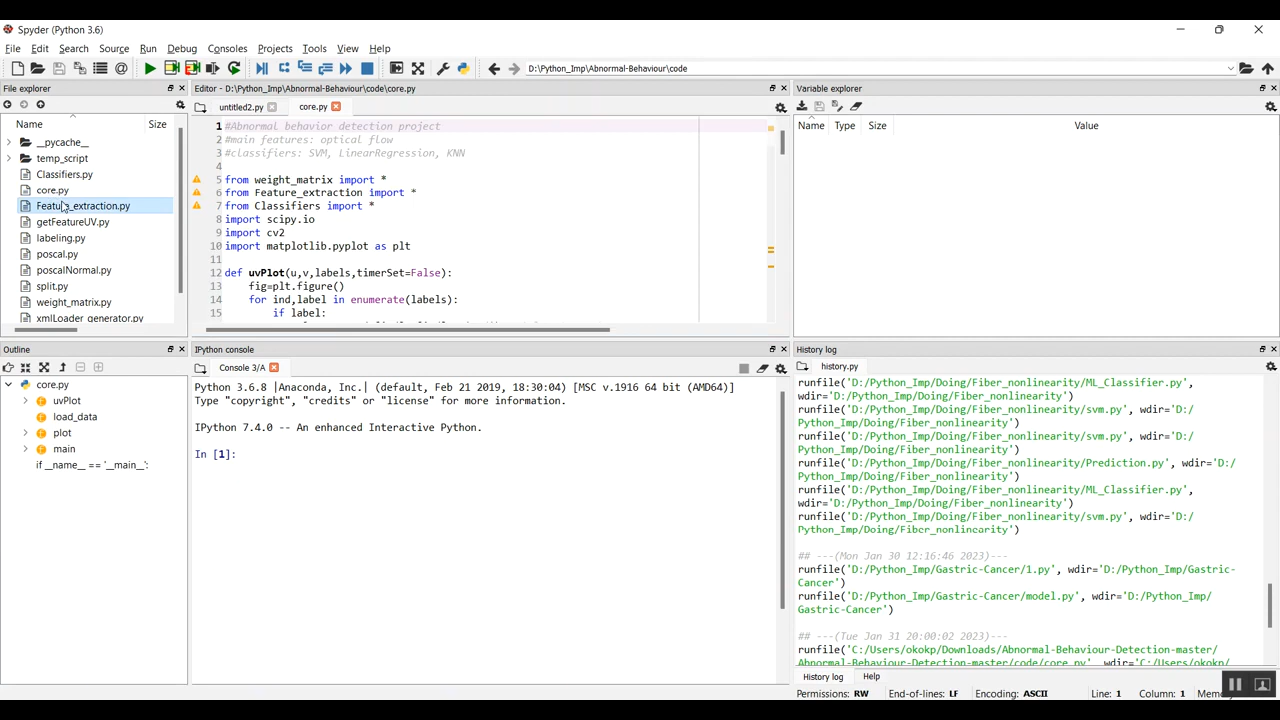 Spyder (Python 3.6)
File Edit Search Source Run Debug Consoles Projects Tools View Help
D:\Python_Imp\Abnormal-Behaviour\code
File explorer
Name Size
__pycache__
temp_script
Classifiers.py
core.py
Feature_extraction.py
getFeatureUV.py
labeling.py
poscal.py
poscalNormal.py
split.py
weight_matrix.py
xmlLoader_generator.py
Editor - D:\Python_Imp\Abnormal-Behaviour\code\core.py
untitled2.py core.py
1 #Abnormal behavior detection project
2 #main features: optical flow
3 #classifiers: SVM, LinearRegression, KNN
4
5 from weight_matrix import *
6 from Feature_extraction import *
7 from Classifiers import *
8 import scipy.io
9 import cv2
10 import matplotlib.pyplot as plt
11
12 def uvPlot(u,v,labels,timerSet=False):
13 fig=plt.figure()
14 for ind,label in enumerate(labels):
15 if label:
Variable explorer
Name Type Size Value
Outline
core.py
uvPlot
load_data
plot
main
if __name__ == '__main__':
IPython console
Console 3/A
Python 3.6.8 |Anaconda, Inc.| (default, Feb 21 2019, 18:30:04) [MSC v.1916 64 bit (AMD64)]
Type "copyright", "credits" or "license" for more information.
IPython 7.4.0 -- An enhanced Interactive Python.
In [1]:
History log
history.py
runfile('D:/Python_Imp/Doing/Fiber_nonlinearity/ML_Classifier.py',
wdir='D:/Python_Imp/Doing/Fiber_nonlinearity')
runfile('D:/Python_Imp/Doing/Fiber_nonlinearity/svm.py', wdir='D:/
Python_Imp/Doing/Fiber_nonlinearity')
runfile('D:/Python_Imp/Doing/Fiber_nonlinearity/svm.py', wdir='D:/
Python_Imp/Doing/Fiber_nonlinearity')
runfile('D:/Python_Imp/Doing/Fiber_nonlinearity/Prediction.py', wdir='D:/
Python_Imp/Doing/Fiber_nonlinearity')
runfile('D:/Python_Imp/Doing/Fiber_nonlinearity/ML_Classifier.py',
wdir='D:/Python_Imp/Doing/Fiber_nonlinearity')
runfile('D:/Python_Imp/Doing/Fiber_nonlinearity/svm.py', wdir='D:/
Python_Imp/Doing/Fiber_nonlinearity')
## ---(Mon Jan 30 12:16:46 2023)---
runfile('D:/Python_Imp/Gastric-Cancer/1.py', wdir='D:/Python_Imp/Gastric-
Cancer')
runfile('D:/Python_Imp/Gastric-Cancer/model.py', wdir='D:/Python_Imp/
Gastric-Cancer')
## ---(Tue Jan 31 20:00:02 2023)---
runfile('C:/Users/okokp/Downloads/Abnormal-Behaviour-Detection-master/
Abnormal-Behaviour-Detection-master/code/core.py', wdir='C:/Users/okokp/
History log Help
Permissions: RW End-of-lines: LF Encoding: ASCII Line: 1 Column: 1